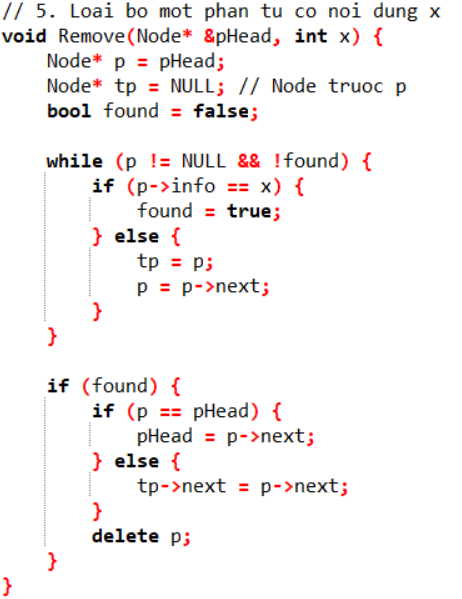 // 5. Loai bo mot phan tu co noi dung x
void Remove(Node* &pHead, int x) {
    Node* p = pHead;
    Node* tp = NULL; // Node truoc p
    bool found = false;

    while (p != NULL && !found) {
        if (p->info == x) {
            found = true;
        } else {
            tp = p;
            p = p->next;
        }
    }

    if (found) {
        if (p == pHead) {
            pHead = p->next;
        } else {
            tp->next = p->next;
        }
        delete p;
    }
}